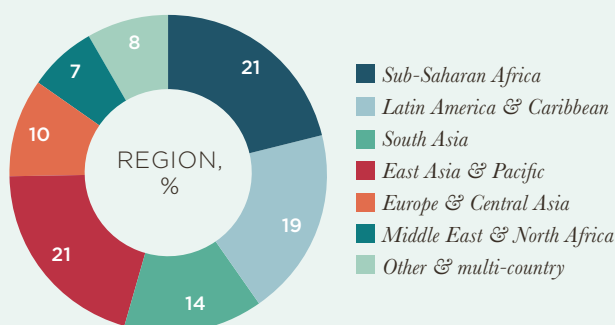 8
21
7
10
REGION,
%
21
19
14
Sub-Saharan Africa
Latin America & Caribbean
South Asia
East Asia & Pacific
Europe & Central Asia
Middle East & North Africa
Other & multi-country